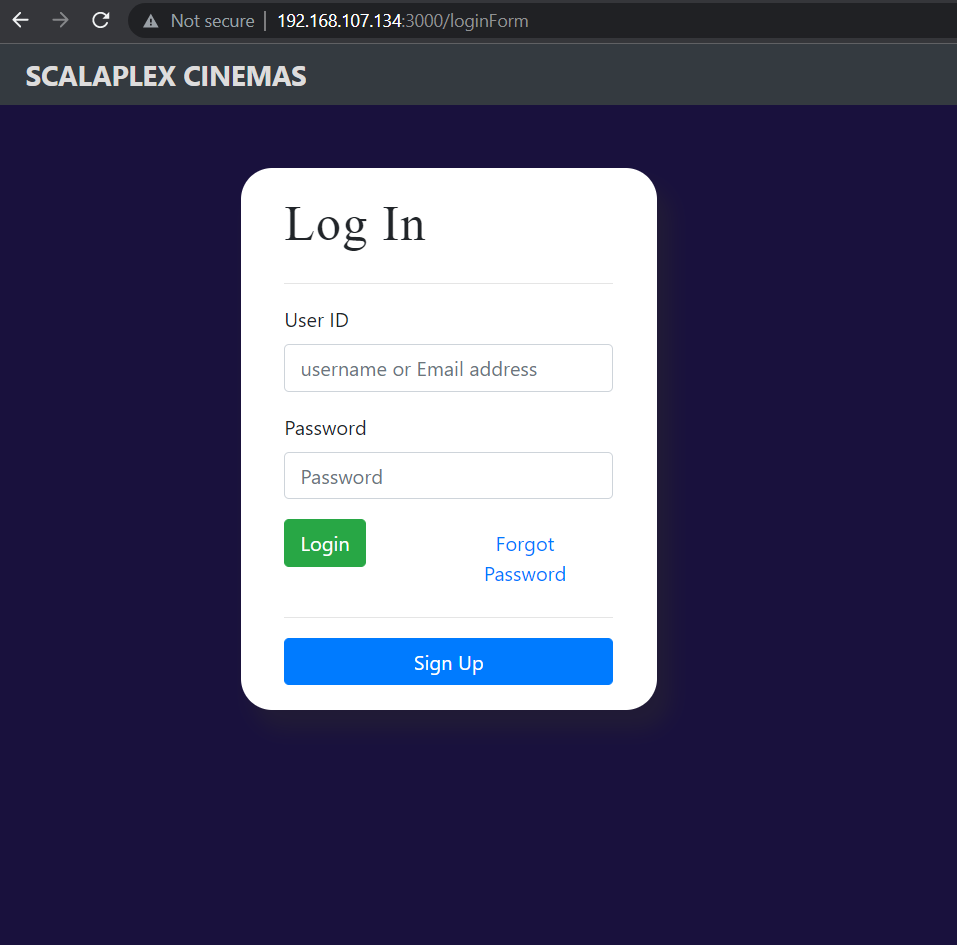 Not secure | 192.168.107.134:3000/loginForm
SCALAPLEX CINEMAS
Log In
User ID
username or Email address
Password
Password
Login
Forgot
Password
Sign Up